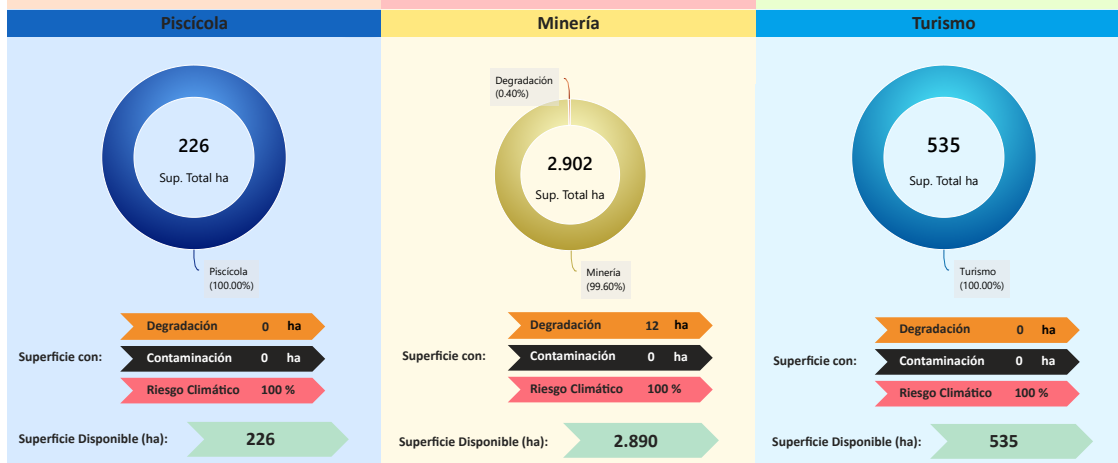 Piscícola
226
Sup. Total ha
Piscícola
(100.00%)
Superficie con:
Degradación 0 ha
Contaminación 0 ha
Riesgo Climático 100 %
Superficie Disponible (ha): 226
Minería
Degradación
(0.40%)
2.902
Sup. Total ha
Minería
(99.60%)
Superficie con:
Degradación 12 ha
Contaminación 0 ha
Riesgo Climático 100 %
Superficie Disponible (ha): 2.890
Turismo
535
Sup. Total ha
Turismo
(100.00%)
Superficie con:
Degradación 0 ha
Contaminación 0 ha
Riesgo Climático 100 %
Superficie Disponible (ha): 535